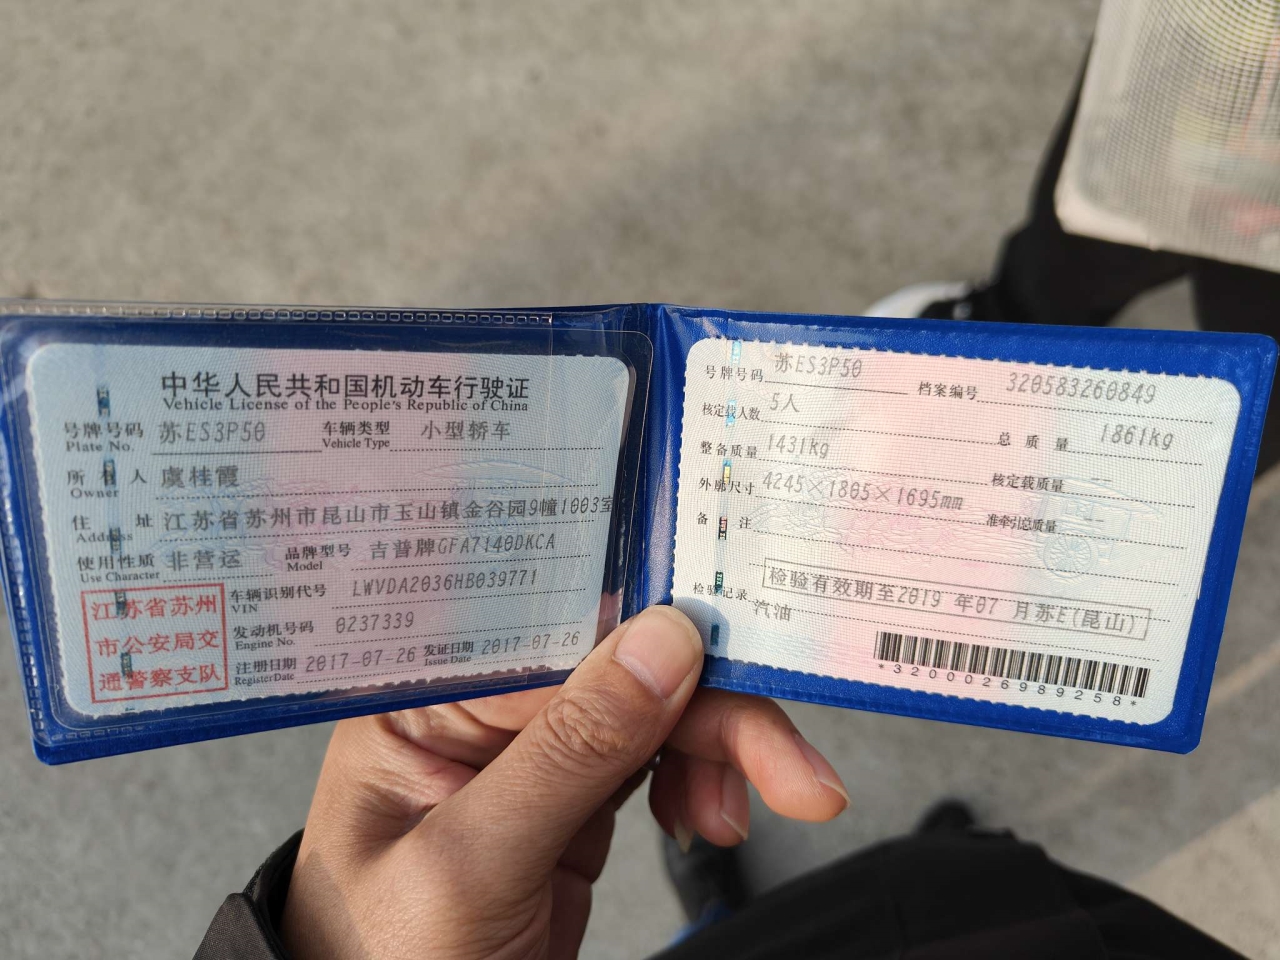 中华人民共和国机动车行驶证
Vehicle License of the People's Republic of China
号牌号码 苏ES3P50 车辆类型 小型轿车
Plate No. Vehicle Type
所有人 虞桂霞
Owner
住址 江苏省苏州市昆山市玉山镇金谷园9幢1003室
Address
使用性质 非营运 品牌型号 吉普牌GFA7140DKCA
Use Character Model
江苏省苏州
市公安局交
通警察支队
车辆识别代号 LWVDA2036HB039771
VIN
发动机号码 0237339
Engine No.
注册日期 2017-07-26 发证日期 2017-07-26
Register Date Issue Date
号牌号码 苏ES3P50 档案编号 320583260849
核定载人数 5人 总质量 1861kg
整备质量 1431kg 核定载质量 --
外廓尺寸 4245×1805×1695mm 准牵引总质量 --
备注
检验有效期至2019 年07 月苏E(昆山)
检验记录
汽油
*3200026989258*